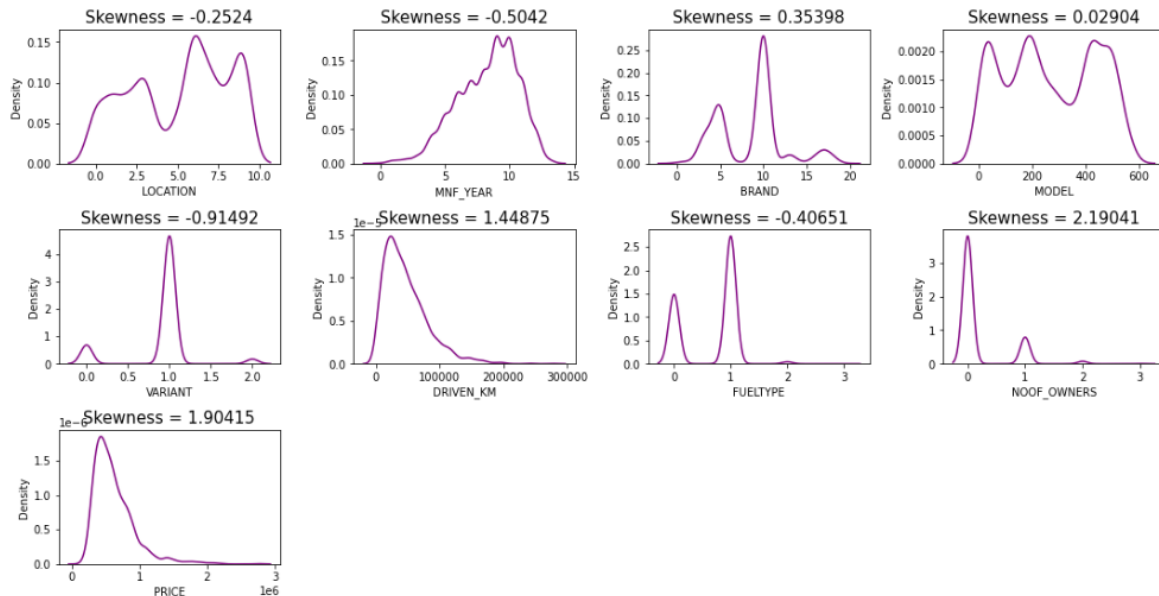 Skewness = -0.2524
Density
0.15
0.10
0.05
0.00
0.0 2.5 5.0 7.5 10.0
LOCATION
Skewness = -0.5042
Density
0.15
0.10
0.05
0.00
0 5 10 15
MNF_YEAR
Skewness = 0.35398
Density
0.25
0.20
0.15
0.10
0.05
0.00
0 5 10 15 20
BRAND
Skewness = 0.02904
Density
0.0020
0.0015
0.0010
0.0005
0.0000
0 200 400 600
MODEL
Skewness = -0.91492
Density
4
3
2
1
0
0.0 0.5 1.0 1.5 2.0
VARIANT
Skewness = 1.44875
1e-5
Density
1.5
1.0
0.5
0.0
0 100000 200000 300000
DRIVEN_KM
Skewness = -0.40651
Density
2.5
2.0
1.5
1.0
0.5
0.0
0 1 2 3
FUELTYPE
Skewness = 2.19041
Density
3
2
1
0
0 1 2 3
NOOF_OWNERS
Skewness = 1.90415
1e-6
Density
1.5
1.0
0.5
0.0
0 1 2 3
1e6
PRICE